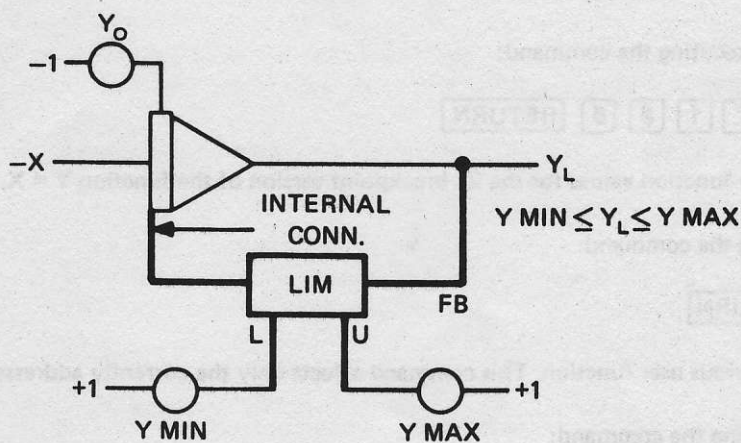 Y₀
−1
−X
Y_L
INTERNAL
CONN.
Y MIN ≤ Y_L ≤ Y MAX
LIM
FB
L
U
+1
+1
Y MIN
Y MAX